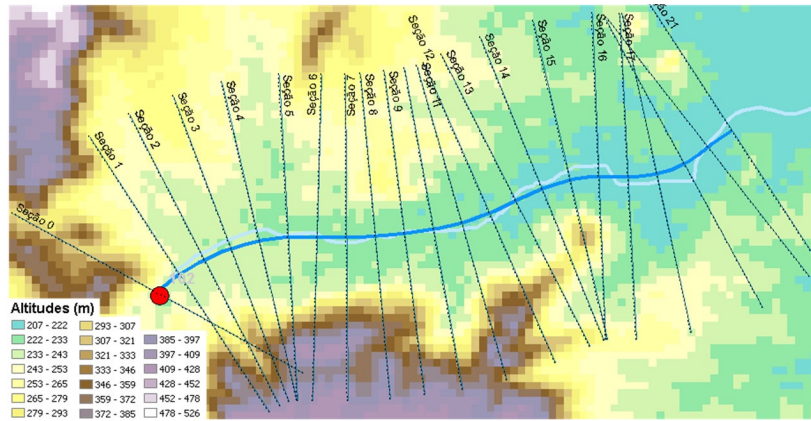 Seção 0
Seção 1
Seção 2
Seção 3
Seção 4
Seção 5
Seção 6
Seção 7
Seção 8
Seção 9
Seção 11
Seção 12
Seção 13
Seção 14
Seção 15
Seção 16
Seção 17
Seção 21
Altitudes (m)
207 - 222
222 - 233
233 - 243
243 - 253
253 - 265
265 - 279
279 - 293
293 - 307
307 - 321
321 - 333
333 - 346
346 - 359
359 - 372
372 - 385
385 - 397
397 - 409
409 - 428
428 - 452
452 - 478
478 - 526